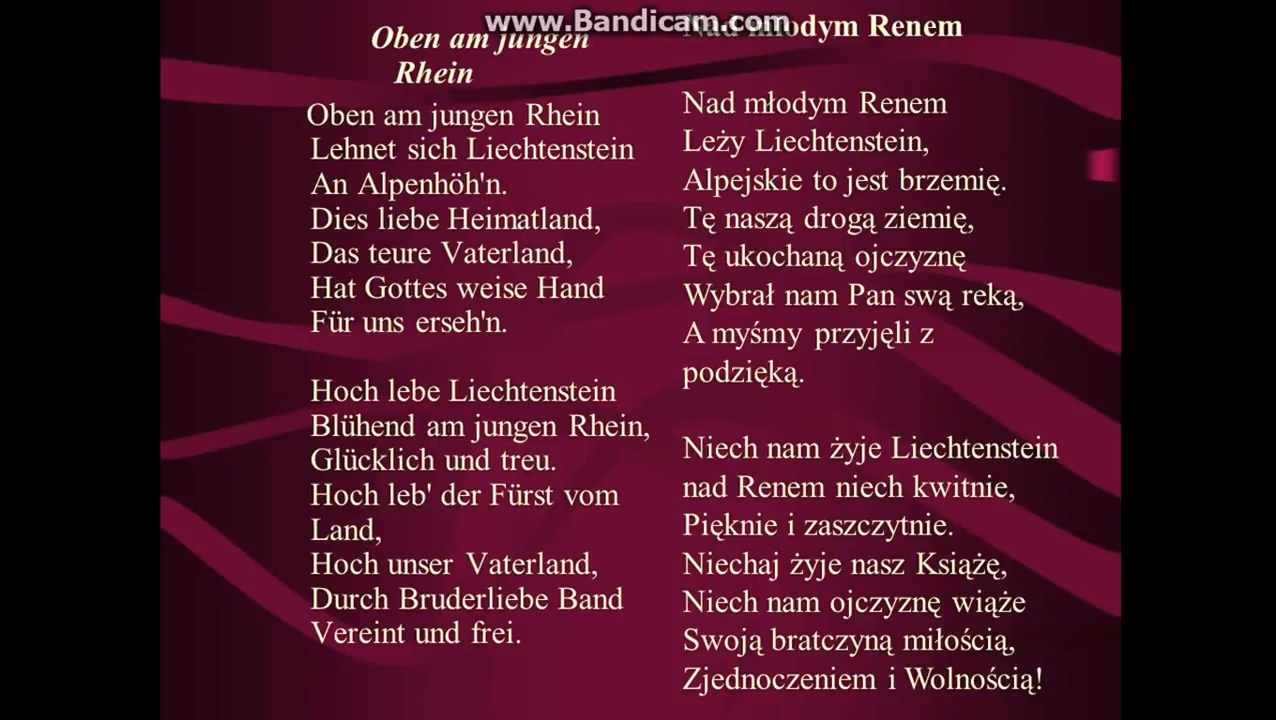 www.Bandicam.com
Oben am jungen
Rhein
Oben am jungen Rhein
Lehnet sich Liechtenstein
An Alpenhöh'n.
Dies liebe Heimatland,
Das teure Vaterland,
Hat Gottes weise Hand
Für uns erseh'n.
Hoch lebe Liechtenstein
Blühend am jungen Rhein,
Glücklich und treu.
Hoch leb' der Fürst vom
Land,
Hoch unser Vaterland,
Durch Bruderliebe Band
Vereint und frei.
Nad młodym Renem
Nad młodym Renem
Leży Liechtenstein,
Alpejskie to jest brzemię.
Tę naszą drogą ziemię,
Tę ukochaną ojczyznę
Wybrał nam Pan swą reką,
A myśmy przyjęli z
podzięką.
Niech nam żyje Liechtenstein
nad Renem niech kwitnie,
Pięknie i zaszczytnie.
Niechaj żyje nasz Książę,
Niech nam ojczyznę wiąże
Swoją bratczyną miłością,
Zjednoczeniem i Wolnością!